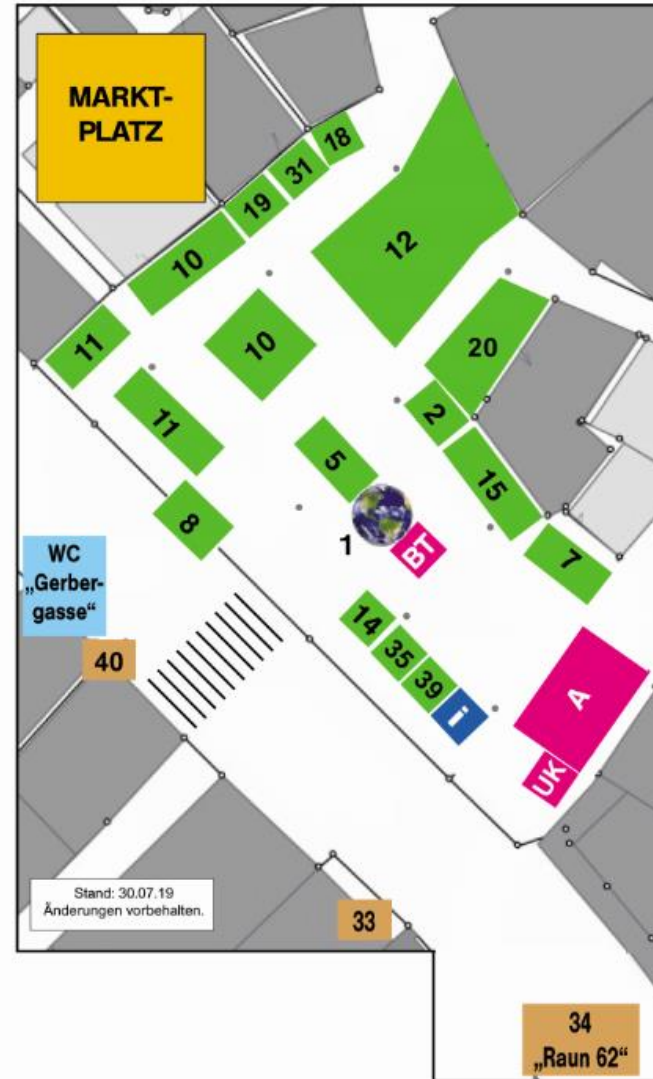 MARKT-
PLATZ
18
31
19
10
12
11
10
20
11
2
5
15
8
1
BT
7
WC
„Gerber-
gasse“
14
40
35
39
i
A
UK
Stand: 30.07.19
Änderungen vorbehalten.
33
34
„Raun 62“